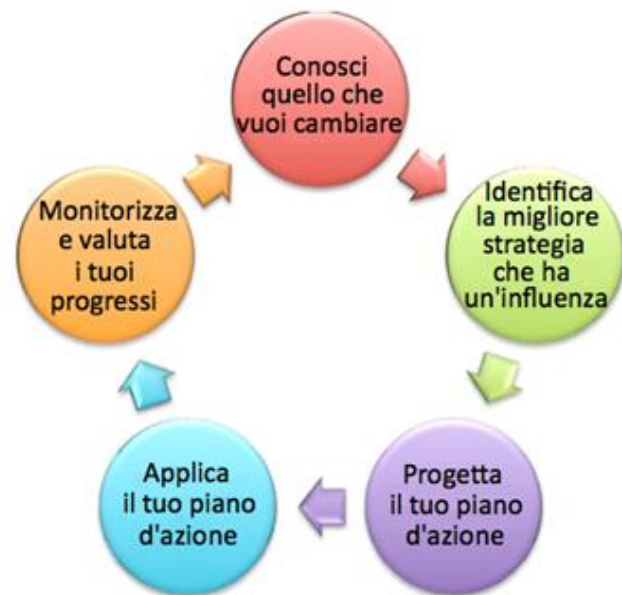 Conosci
quello che
vuoi cambiare
Identifica
la migliore
strategia
che ha
un'influenza
Progetta
il tuo piano
d'azione
Applica
il tuo piano
d'azione
Monitorizza
e valuta
i tuoi
progressi